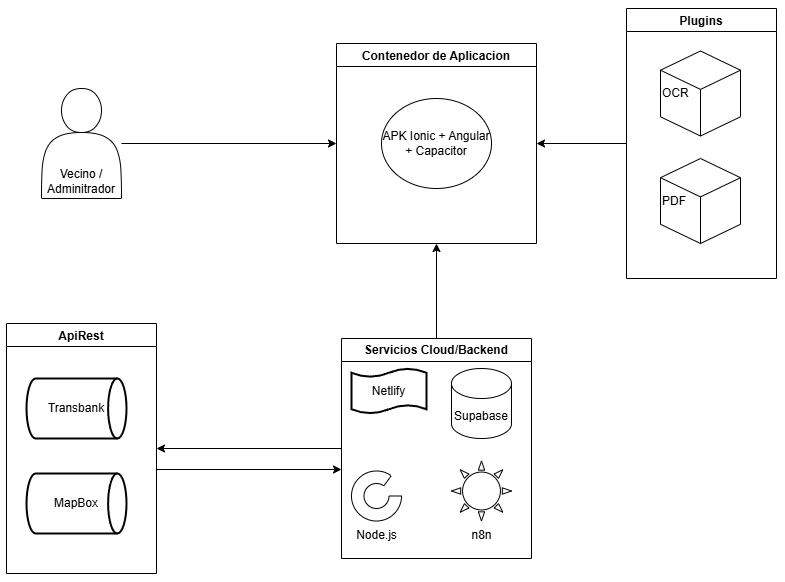 Plugins
Contenedor de Aplicacion
OCR
APK Ionic + Angular
+ Capacitor
Vecino /
Adminitrador
PDF
ApiRest
Servicios Cloud/Backend
Netlify
Transbank
Supabase
MapBox
Node.js
n8n